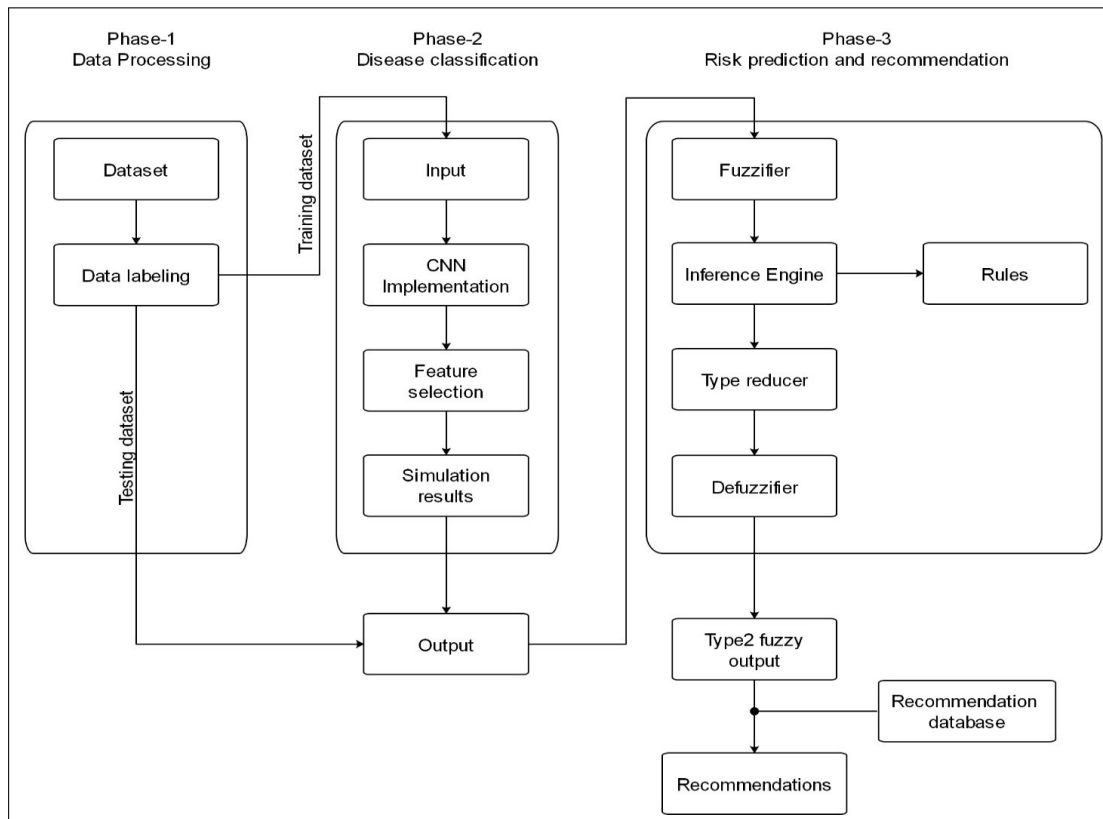 Phase-1
Data Processing
Dataset
Data labeling
Training dataset
Testing dataset
Phase-2
Disease classification
Input
CNN
Implementation
Feature
selection
Simulation
results
Output
Phase-3
Risk prediction and recommendation
Fuzzifier
Inference Engine
Rules
Type reducer
Defuzzifier
Type2 fuzzy
output
Recommendation
database
Recommendations